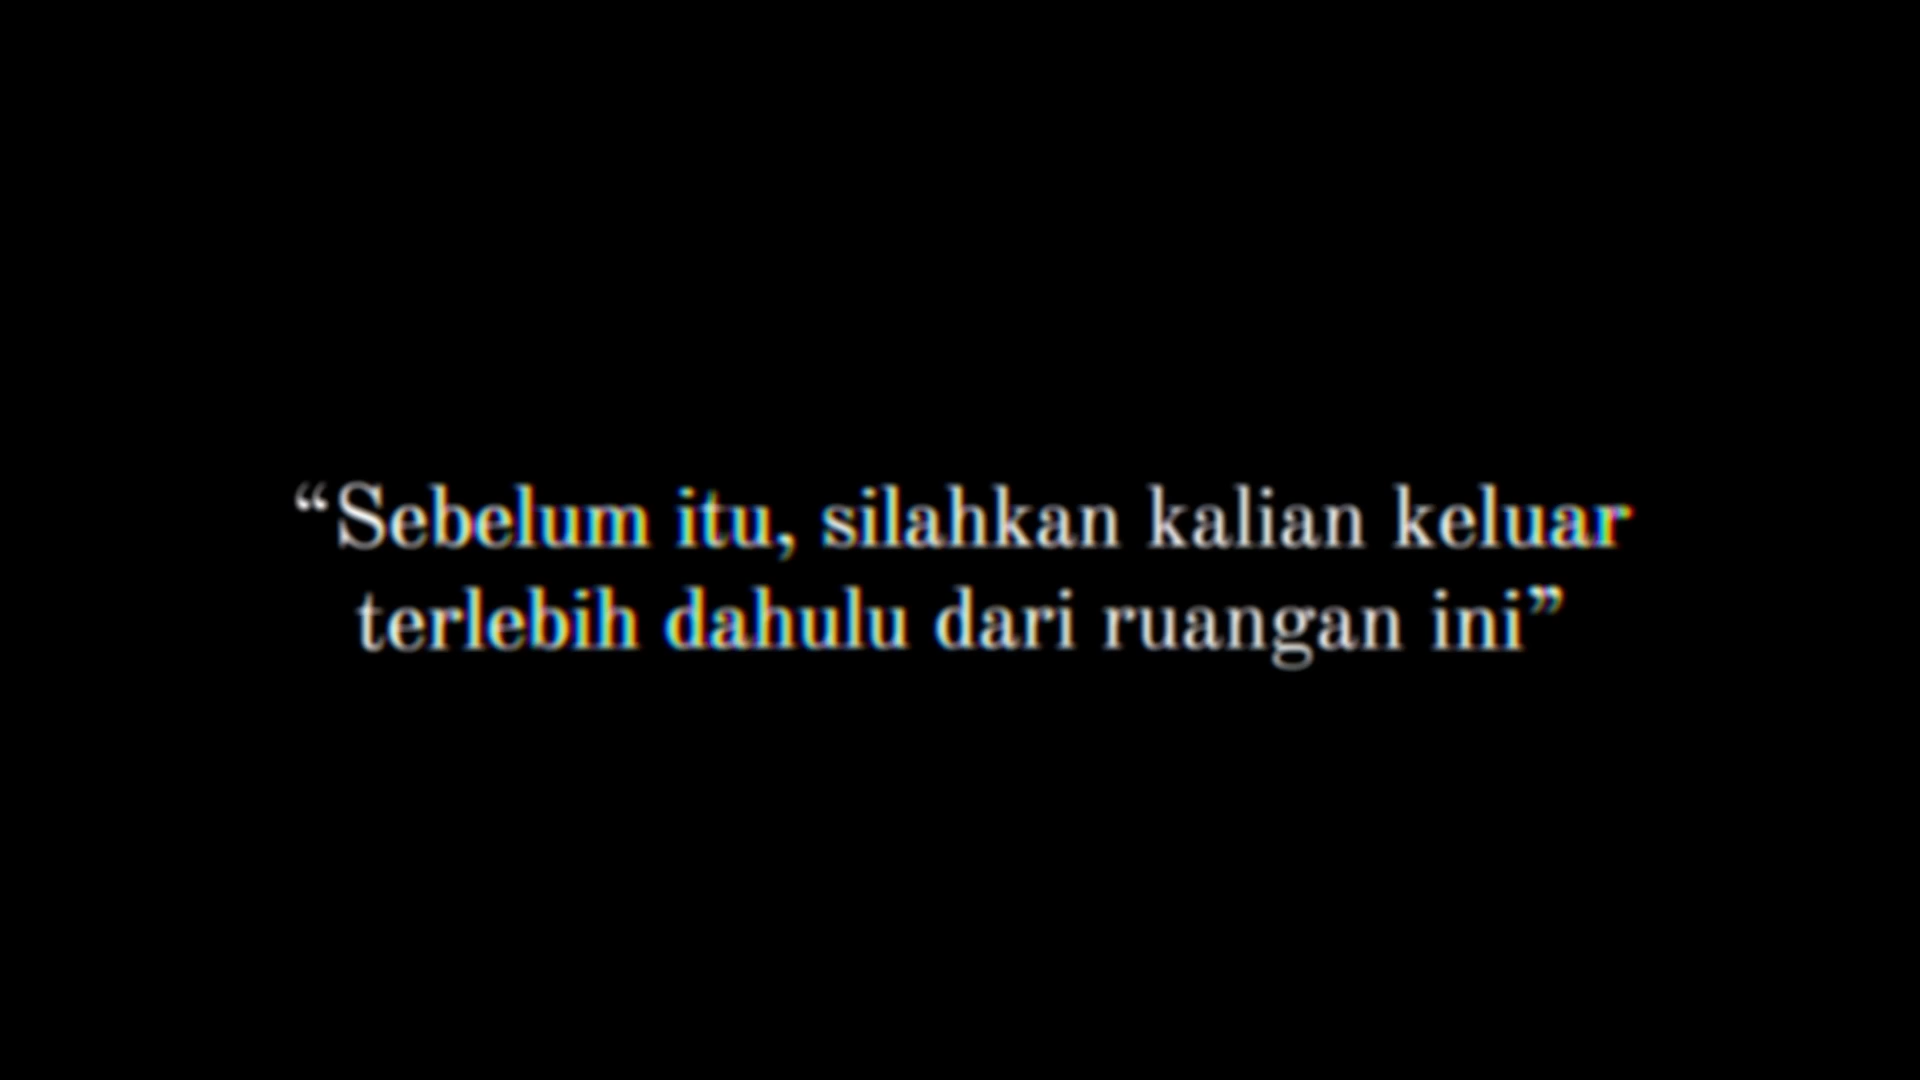 “Sebelum itu, silahkan kalian keluar
terlebih dahulu dari ruangan ini”